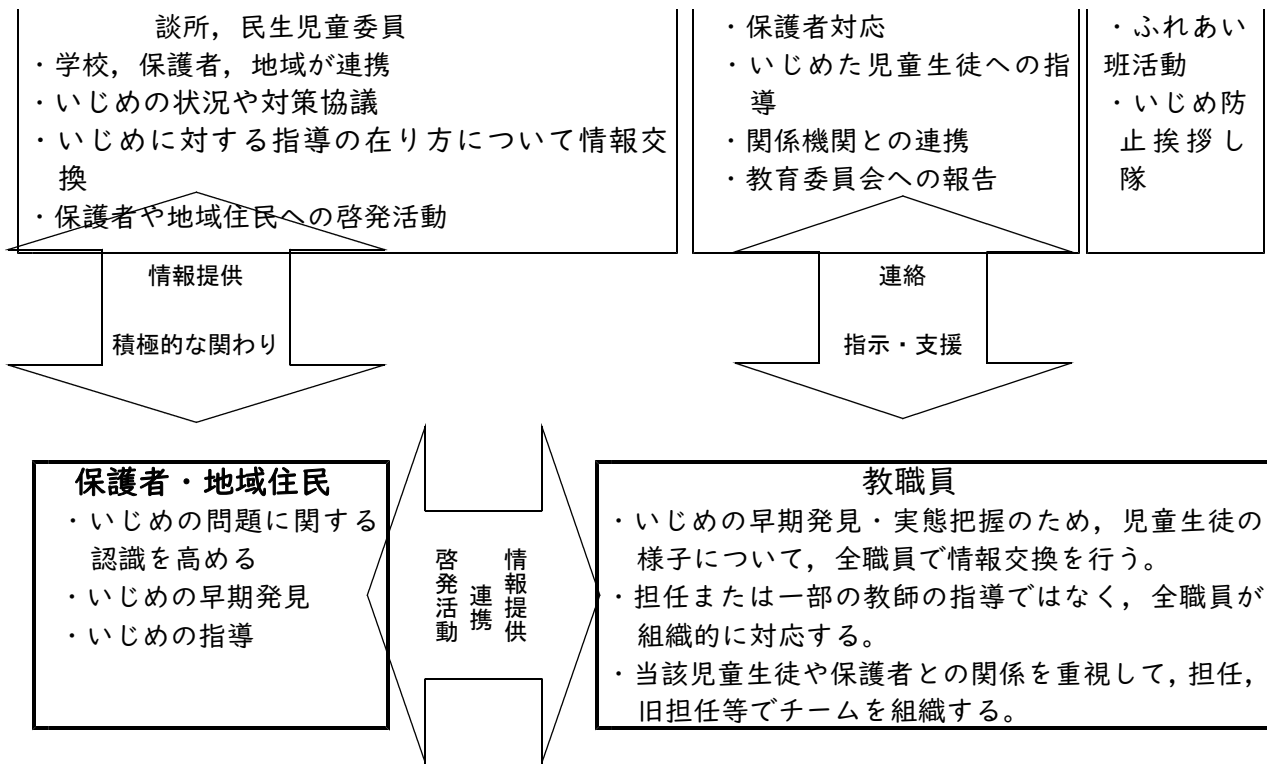 談所，民生児童委員
・学校，保護者，地域が連携
・いじめの状況や対策協議
・いじめに対する指導の在り方について情報交
換
・保護者や地域住民への啓発活動
・保護者対応
・いじめた児童生徒への指
導
・関係機関との連携
・教育委員会への報告
・ふれあい
班活動
・いじめ防
止挨拶し
隊
情報提供
積極的な関わり
連絡
指示・支援
保護者・地域住民
・いじめの問題に関する
認識を高める
・いじめの早期発見
・いじめの指導
情報提供
連携
啓発活動
教職員
・いじめの早期発見・実態把握のため，児童生徒の
様子について，全職員で情報交換を行う。
・担任または一部の教師の指導ではなく，全職員が
組織的に対応する。
・当該児童生徒や保護者との関係を重視して，担任，
旧担任等でチームを組織する。